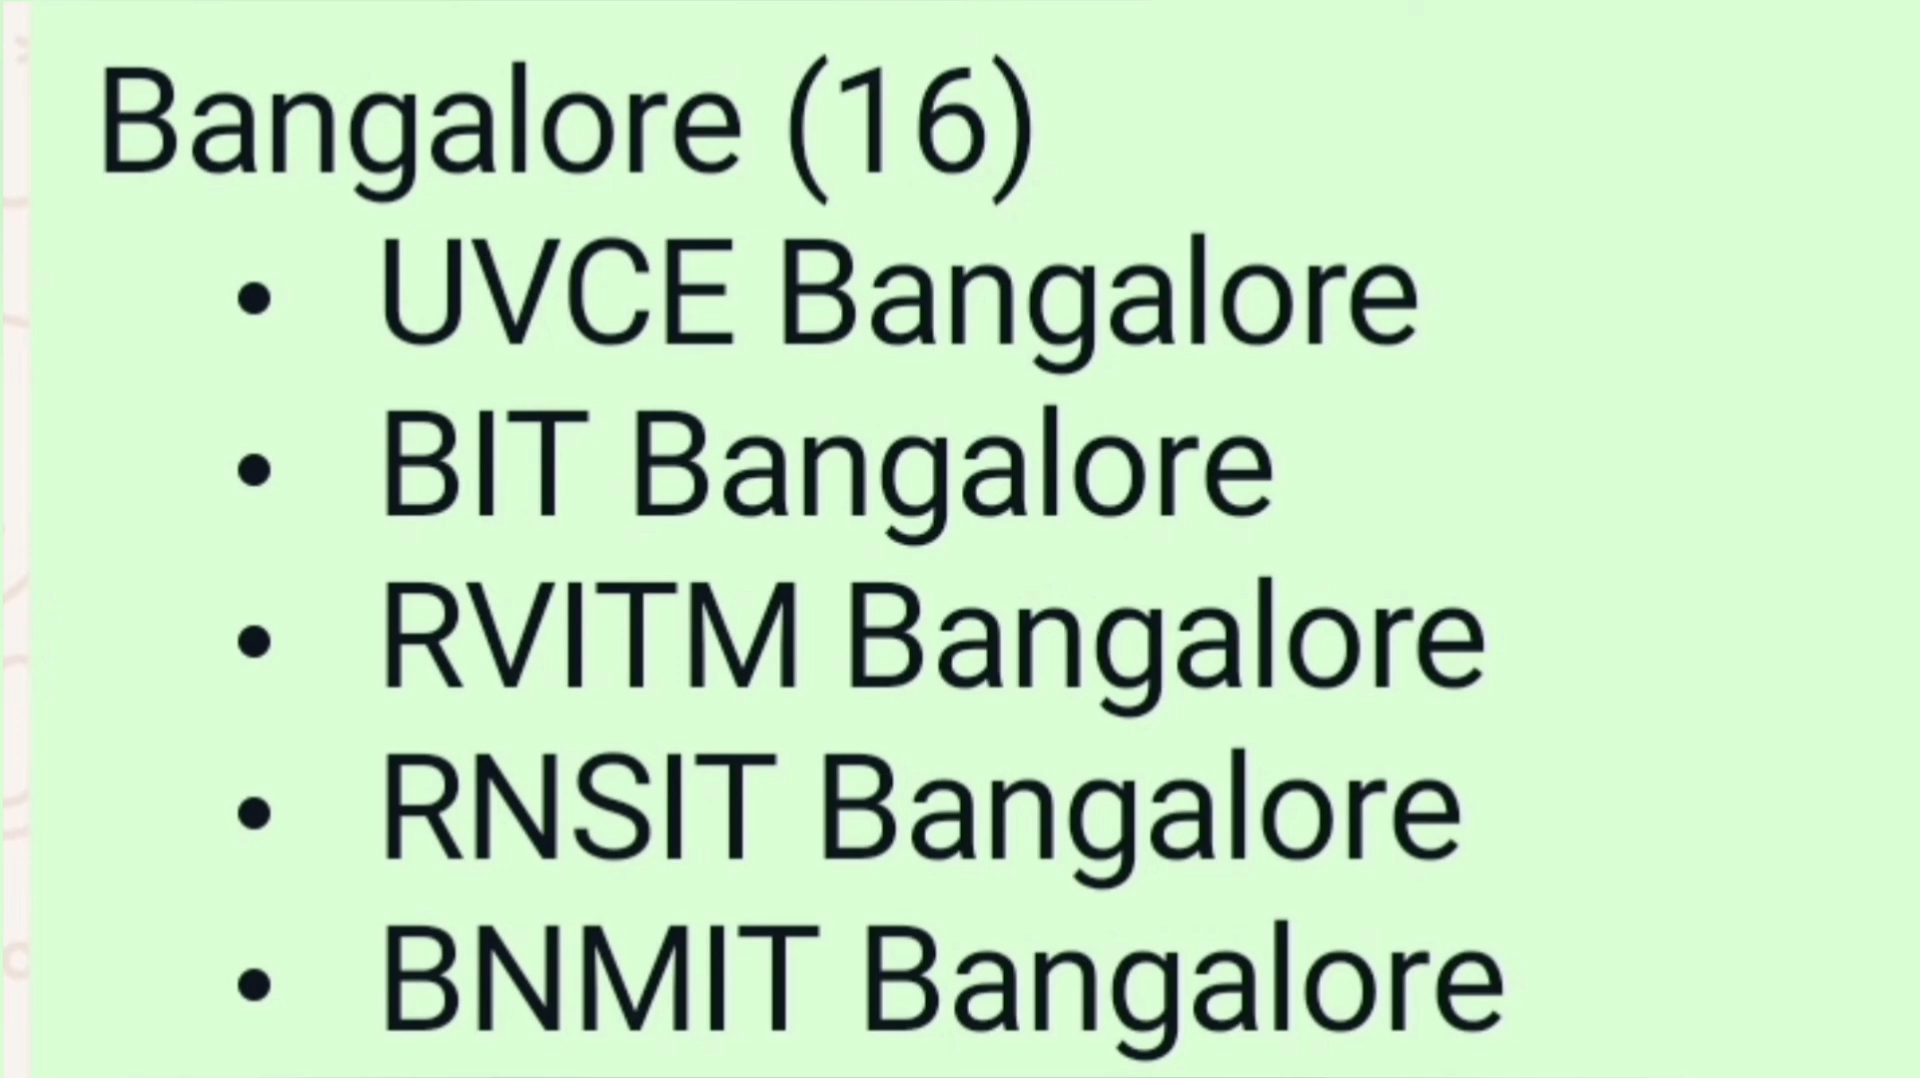 Bangalore (16)
• UVCE Bangalore
• BIT Bangalore
• RVITM Bangalore
• RNSIT Bangalore
• BNMIT Bangalore